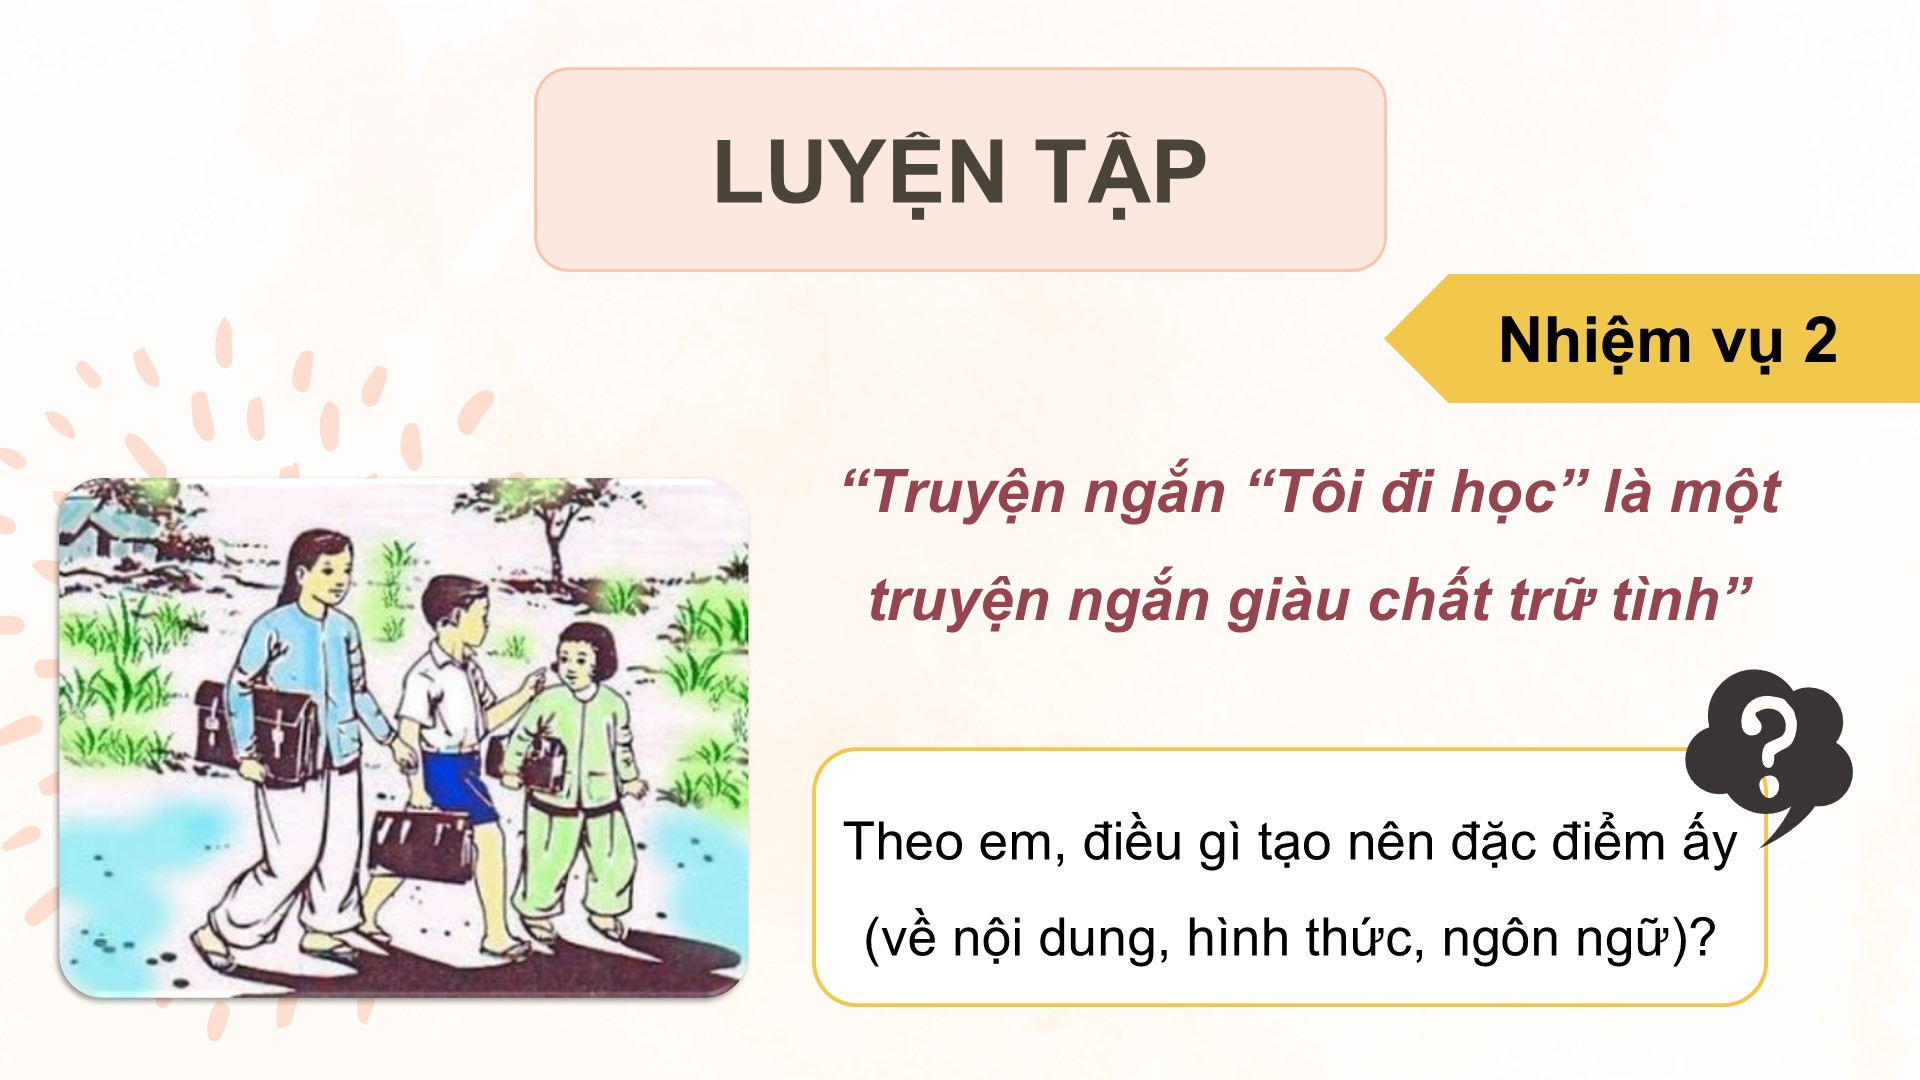 LUYỆN TẬP
Nhiệm vụ 2
“Truyện ngắn “Tôi đi học” là một
truyện ngắn giàu chất trữ tình”
?
Theo em, điều gì tạo nên đặc điểm ấy
(về nội dung, hình thức, ngôn ngữ)?